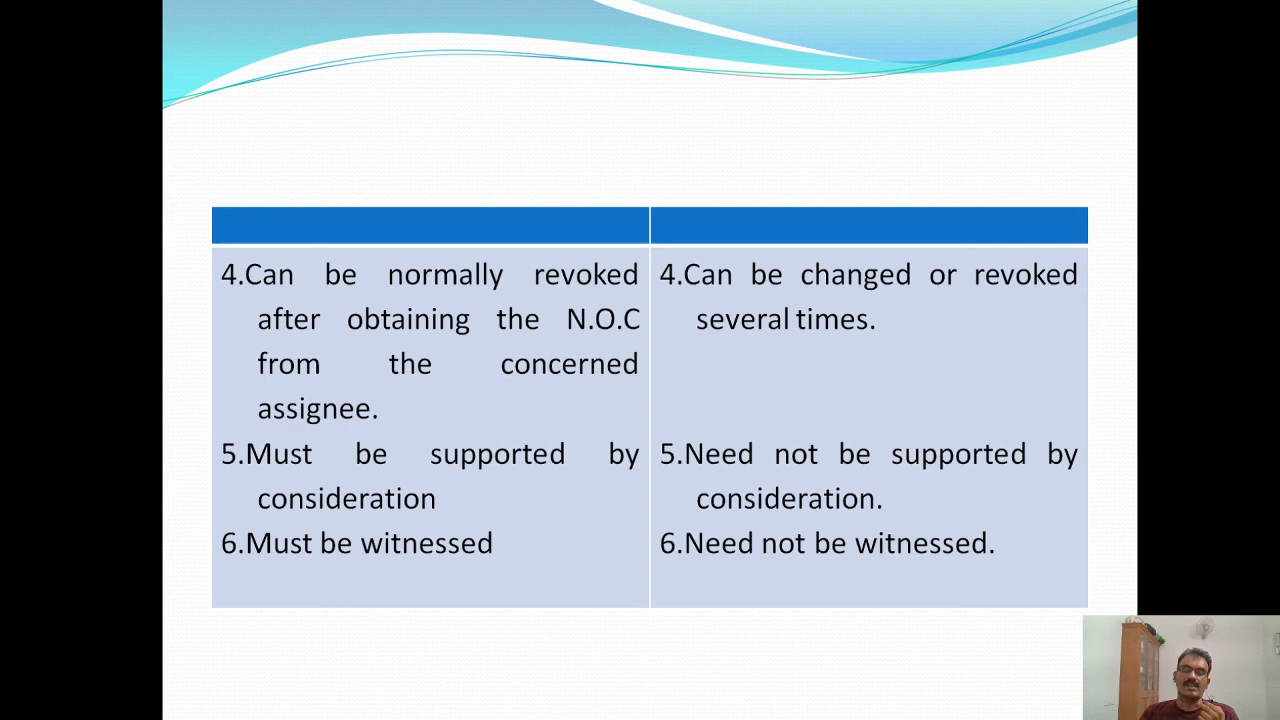 4.Can be normally revoked
after obtaining the N.O.C
from the concerned
assignee.
5.Must be supported by
consideration
6.Must be witnessed
4.Can be changed or revoked
several times.
5.Need not be supported by
consideration.
6.Need not be witnessed.